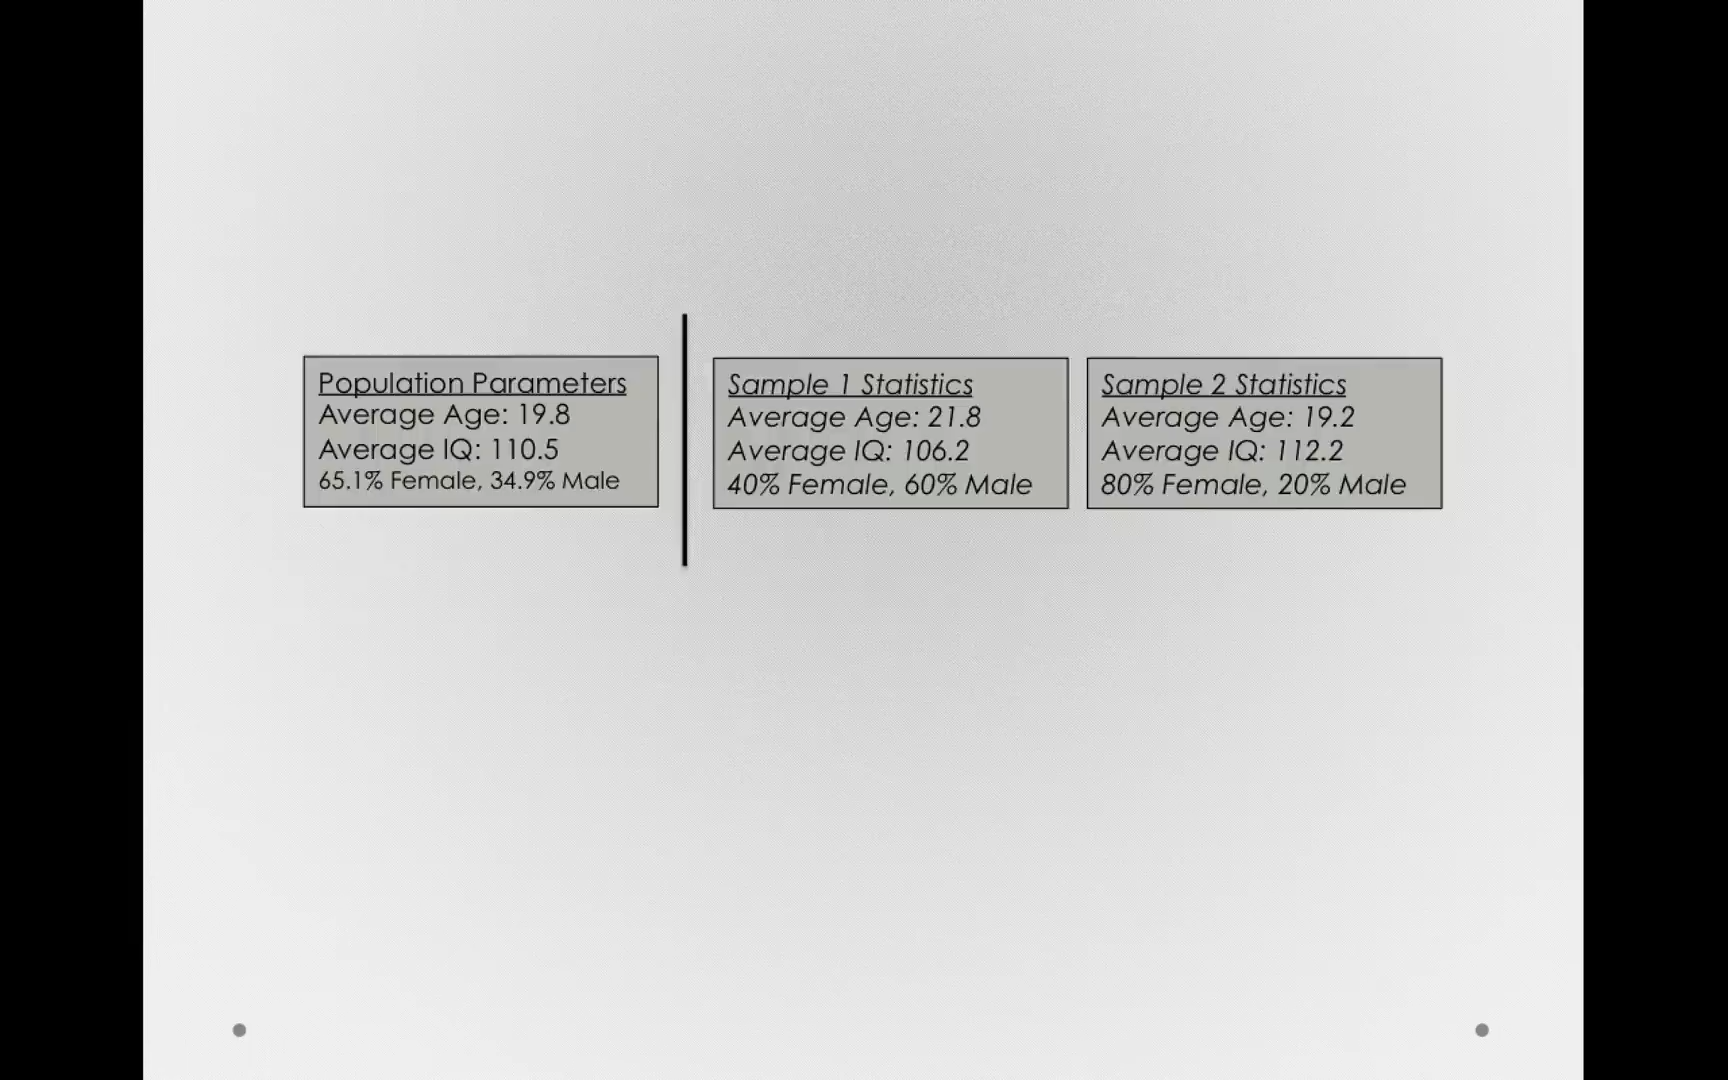 Population Parameters
Average Age: 19.8
Average IQ: 110.5
65.1% Female, 34.9% Male
Sample 1 Statistics
Average Age: 21.8
Average IQ: 106.2
40% Female, 60% Male
Sample 2 Statistics
Average Age: 19.2
Average IQ: 112.2
80% Female, 20% Male